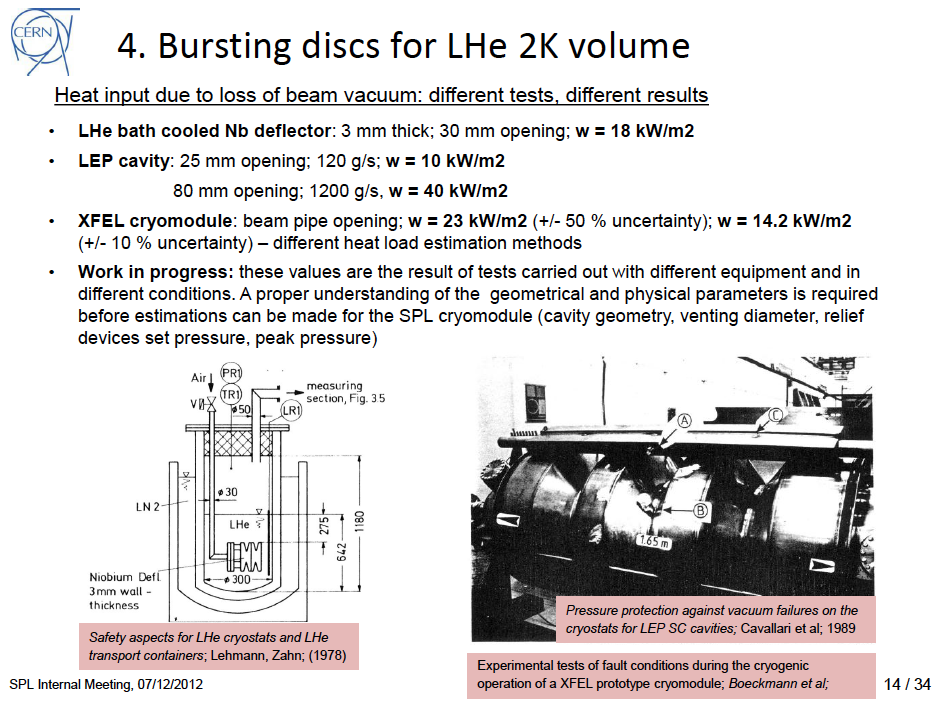 CERN
4. Bursting discs for LHe 2K volume
Heat input due to loss of beam vacuum: different tests, different results
• LHe bath cooled Nb deflector: 3 mm thick; 30 mm opening; w = 18 kW/m2
• LEP cavity: 25 mm opening; 120 g/s; w = 10 kW/m2
80 mm opening; 1200 g/s, w = 40 kW/m2
• XFEL cryomodule: beam pipe opening; w = 23 kW/m2 (+/- 50 % uncertainty); w = 14.2 kW/m2
(+/- 10 % uncertainty) – different heat load estimation methods
• Work in progress: these values are the result of tests carried out with different equipment and in
different conditions. A proper understanding of the geometrical and physical parameters is required
before estimations can be made for the SPL cryomodule (cavity geometry, venting diameter, relief
devices set pressure, peak pressure)
Air
PR1
TR1
V
ø50
LR1
measuring
section, Fig. 3.5
ø30
LN 2
LHe
275
642
1180
ø 300
Niobium Defl.
3mm wall -
thickness
A
C
B
1.65 m
Safety aspects for LHe cryostats and LHe
transport containers; Lehmann, Zahn; (1978)
Pressure protection against vacuum failures on the
cryostats for LEP SC cavities; Cavallari et al; 1989
Experimental tests of fault conditions during the cryogenic
operation of a XFEL prototype cryomodule; Boeckmann et al;
SPL Internal Meeting, 07/12/2012
14 / 34